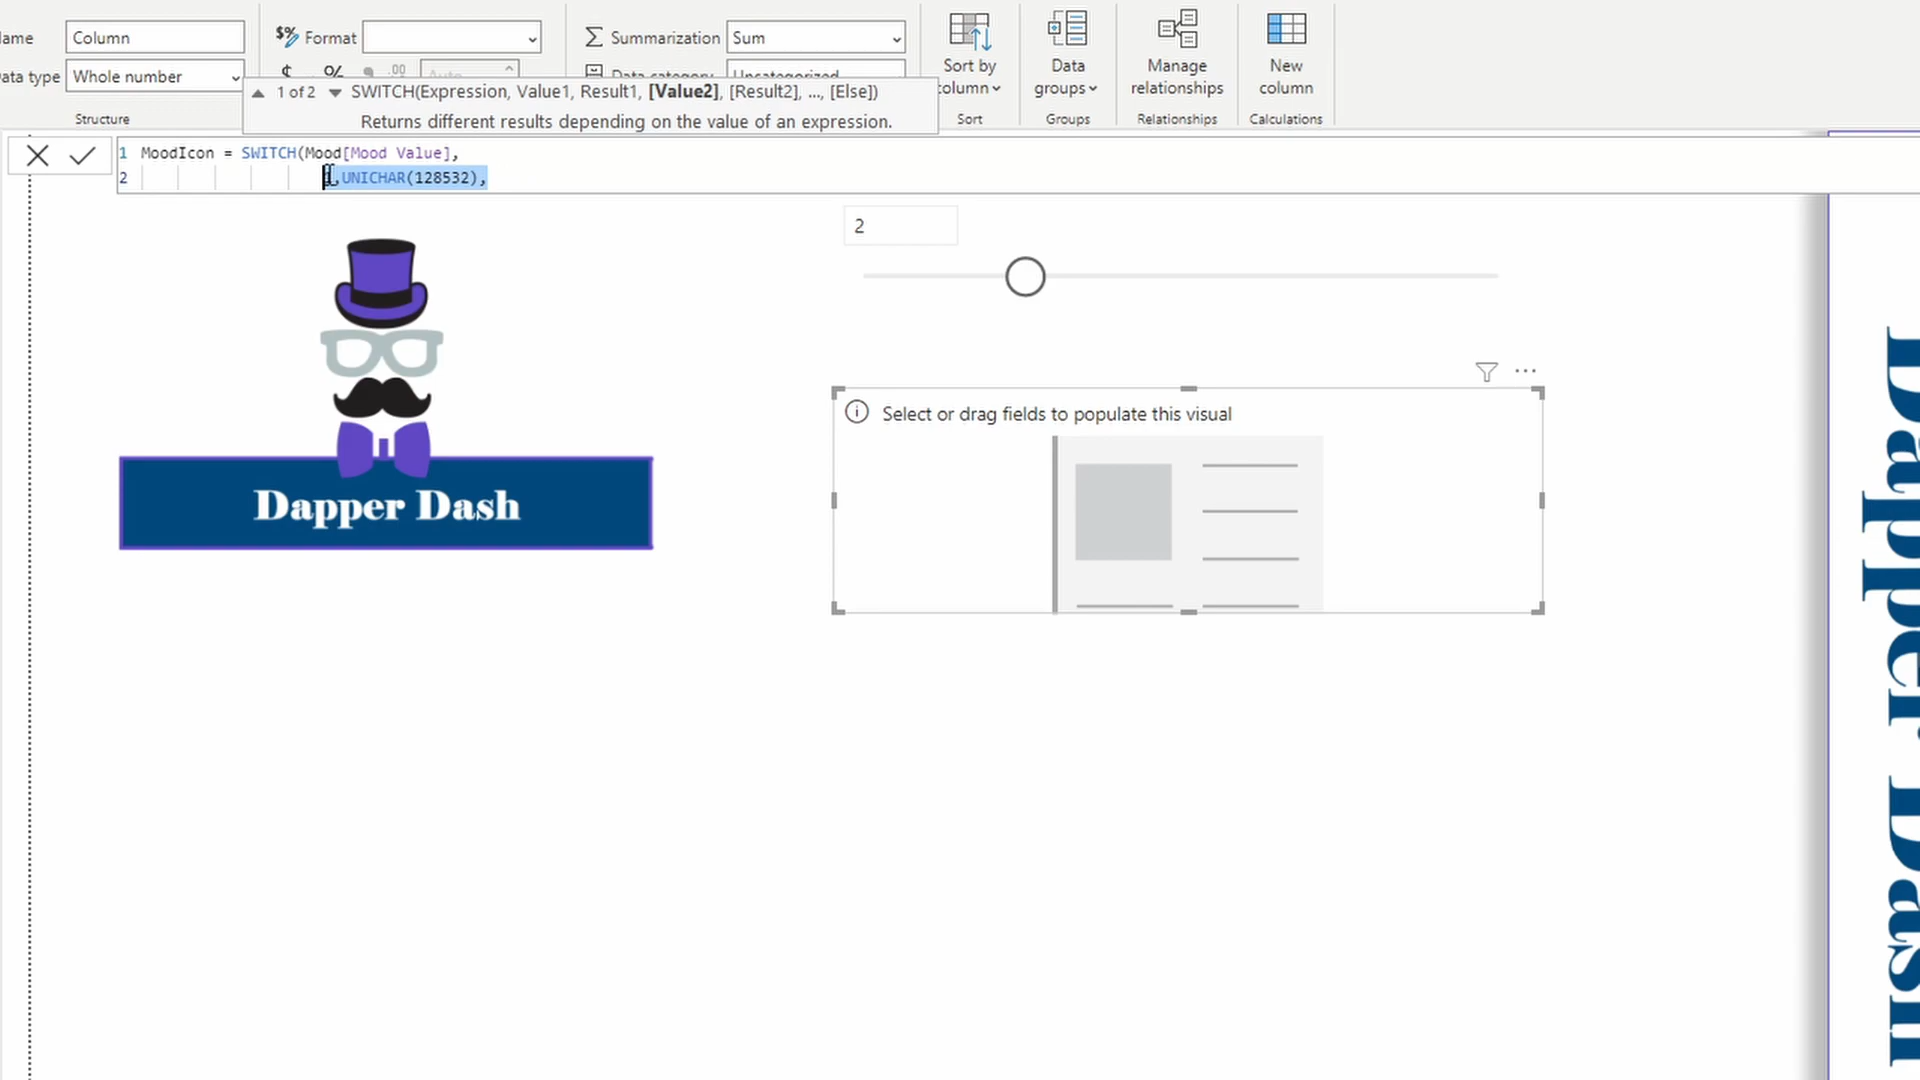 ame Column
$% Format
Summarization Sum
ata type Whole number
Sort by
column
Data
groups
Manage
relationships
New
column
Structure
Sort
Groups
Relationships
Calculations
1 of 2 SWITCH(Expression, Value1, Result1, [Value2], [Result2], ..., [Else])
Returns different results depending on the value of an expression.
1 MoodIcon = SWITCH(Mood[Mood Value],
2 1,UNICHAR(128532),
2
Select or drag fields to populate this visual
Dapper Dash
Dapper Dash